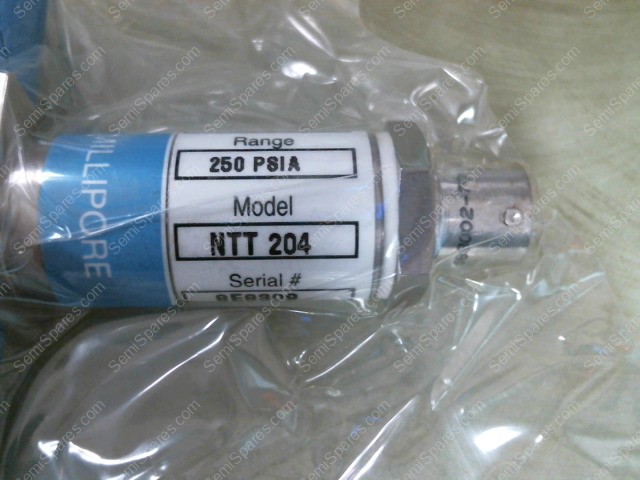 MILLIPORE
Range
250 PSIA
Model
NTT 204
Serial #
SemiSpares.com